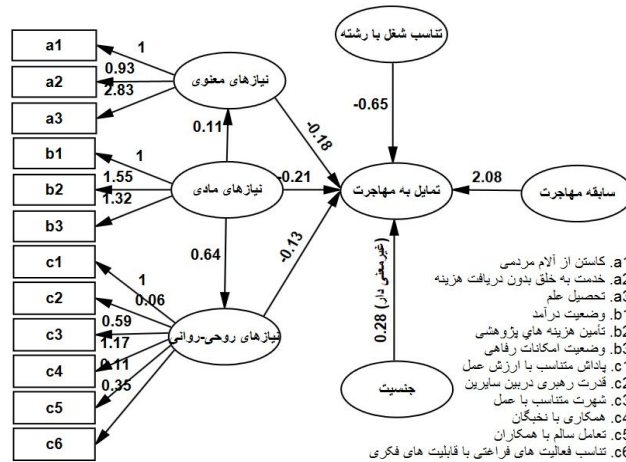 a1
a2
a3
b1
b2
b3
c1
c2
c3
c4
c5
c6
1
0.93
2.83
1
1.55
1.32
1
0.06
0.59
1.17
0.11
0.35
نیازهای معنوی
0.11
نیازهای مادی
0.64
نیازهای روحی-روانی
-0.18
-0.21
-0.13
تناسب شغل با رشته
-0.65
تمایل به مهاجرت
2.08
سابقه مهاجرت
0.28 (غیرمعنی دار)
جنسیت
a1. کاستن از آلام مردمی
a2. خدمت به خلق بدون دریافت هزینه
a3. تحصیل علم
b1. وضعیت درآمد
b2. تأمین هزینه هاي پژوهشی
b3. وضعیت امکانات رفاهی
c1. پاداش متناسب با ارزش عمل
c2. قدرت رهبری دربین سایرین
c3. شهرت متناسب با عمل
c4. همکاری با نخبگان
c5. تعامل سالم با همکاران
c6. تناسب فعالیت های فراغتی با قابلیت های فکری